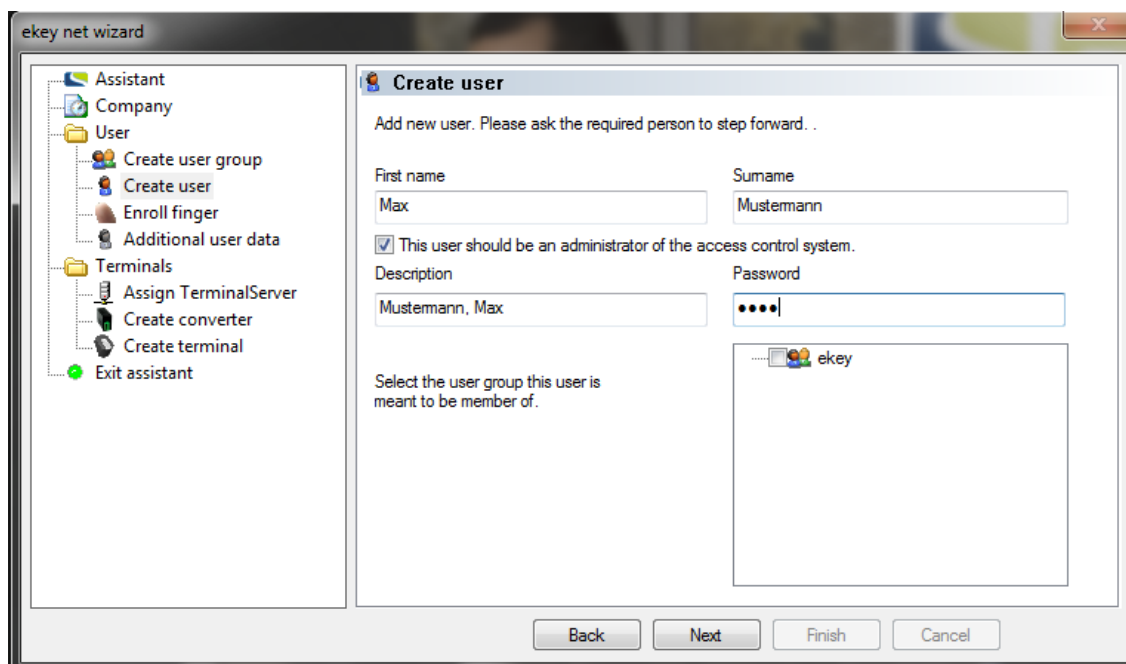 ekey net wizard
Assistant
Company
User
Create user group
Create user
Enroll finger
Additional user data
Terminals
Assign TerminalServer
Create converter
Create terminal
Exit assistant
Create user
Add new user. Please ask the required person to step forward. .
First name
Surname
Max
Mustermann
This user should be an administrator of the access control system.
Description
Password
Mustermann, Max
••••
Select the user group this user is
meant to be member of.
ekey
Back
Next
Finish
Cancel